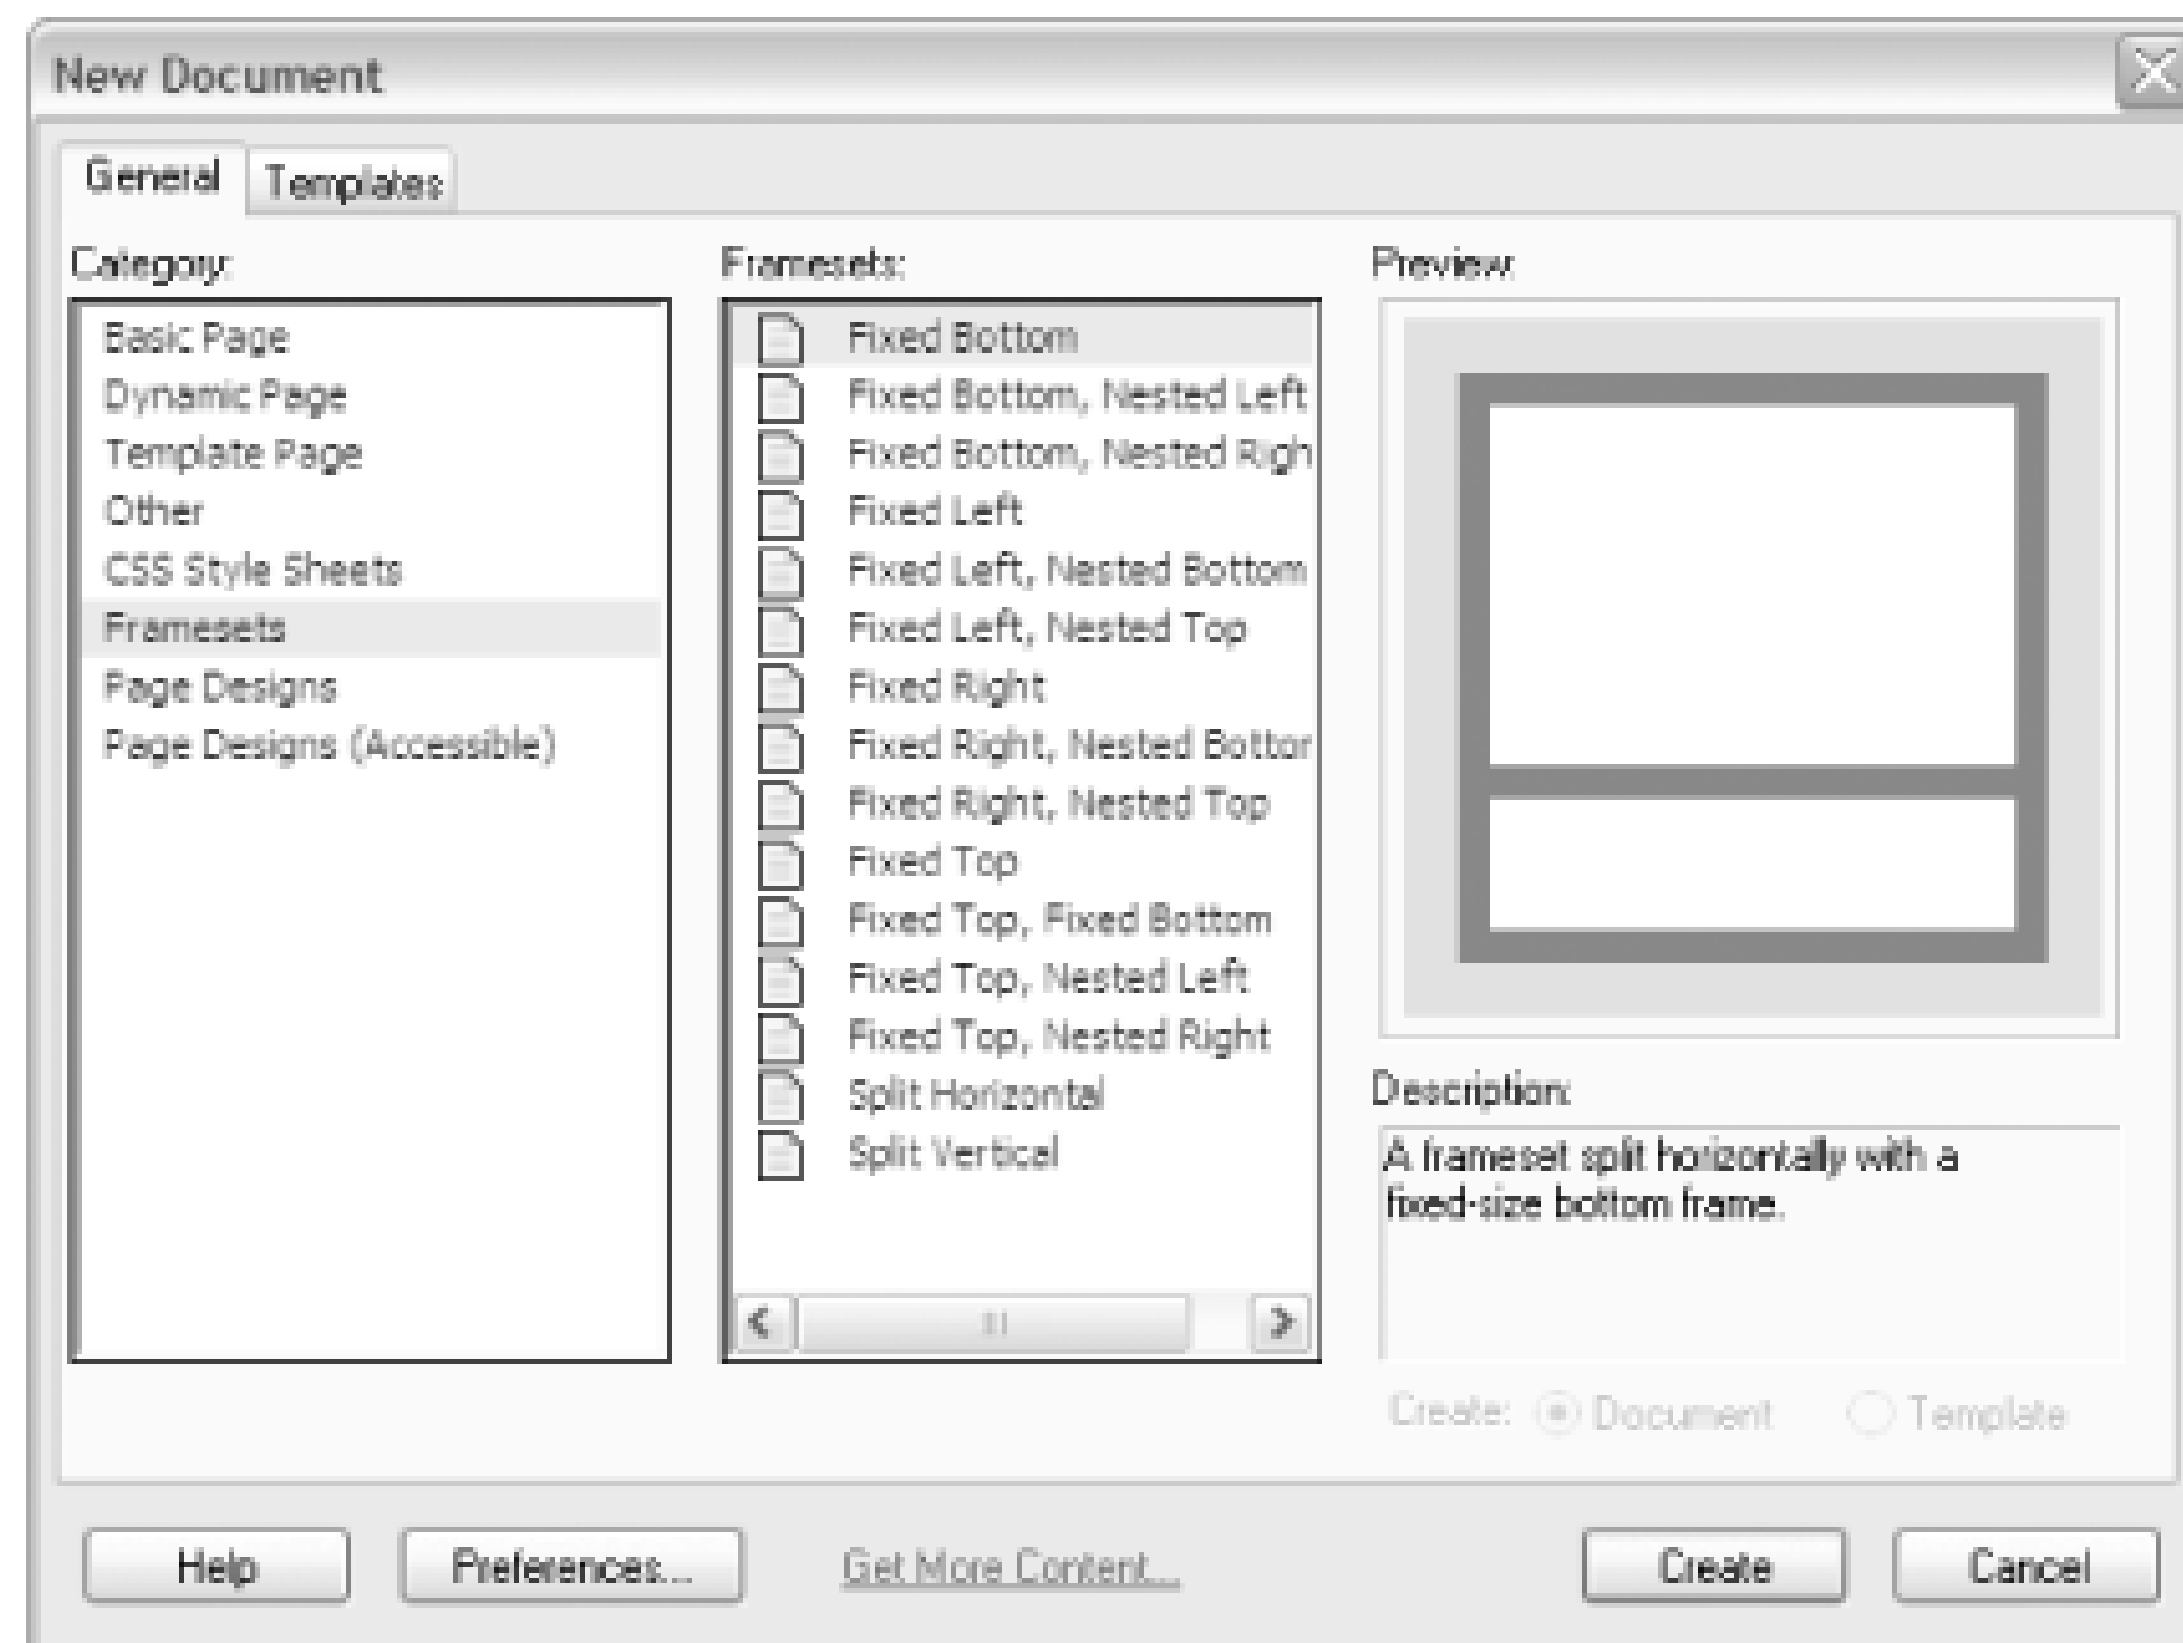 New Document
General
Templates
Category:
Basic Page
Dynamic Page
Template Page
Other
CSS Style Sheets
Framesets
Page Designs
Page Designs (Accessible)
Framesets:
Fixed Bottom
Fixed Bottom, Nested Left
Fixed Bottom, Nested Righ
Fixed Left
Fixed Left, Nested Bottom
Fixed Left, Nested Top
Fixed Right
Fixed Right, Nested Bottor
Fixed Right, Nested Top
Fixed Top
Fixed Top, Fixed Bottom
Fixed Top, Nested Left
Fixed Top, Nested Right
Split Horizontal
Split Vertical
Preview:
Description:
A frameset split horizontally with a
fixed-size bottom frame.
Create: Document Template
Help
Preferences...
Get More Content...
Create
Cancel